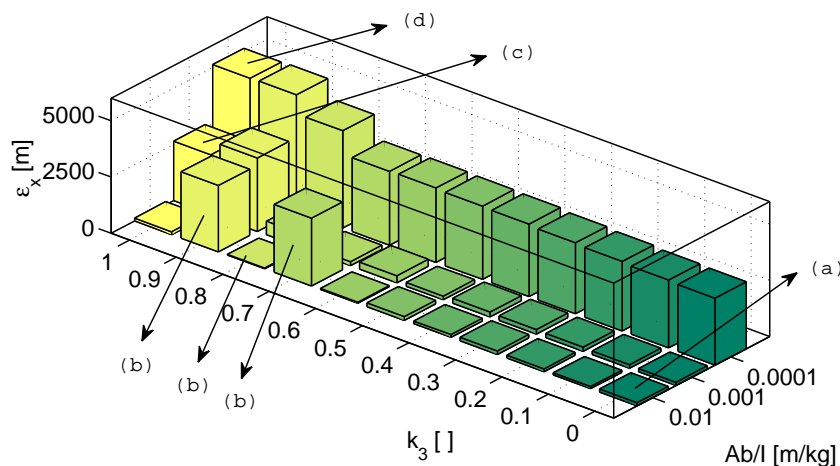 (d)
(c)
5000
2500
0
ε_x [m]
(a)
1
0.9
0.8
0.7
0.6
0.5
0.4
0.3
0.2
0.1
0
(b)
(b)
(b)
0.0001
0.001
0.01
k_3 [ ]
Ab/I [m/kg]